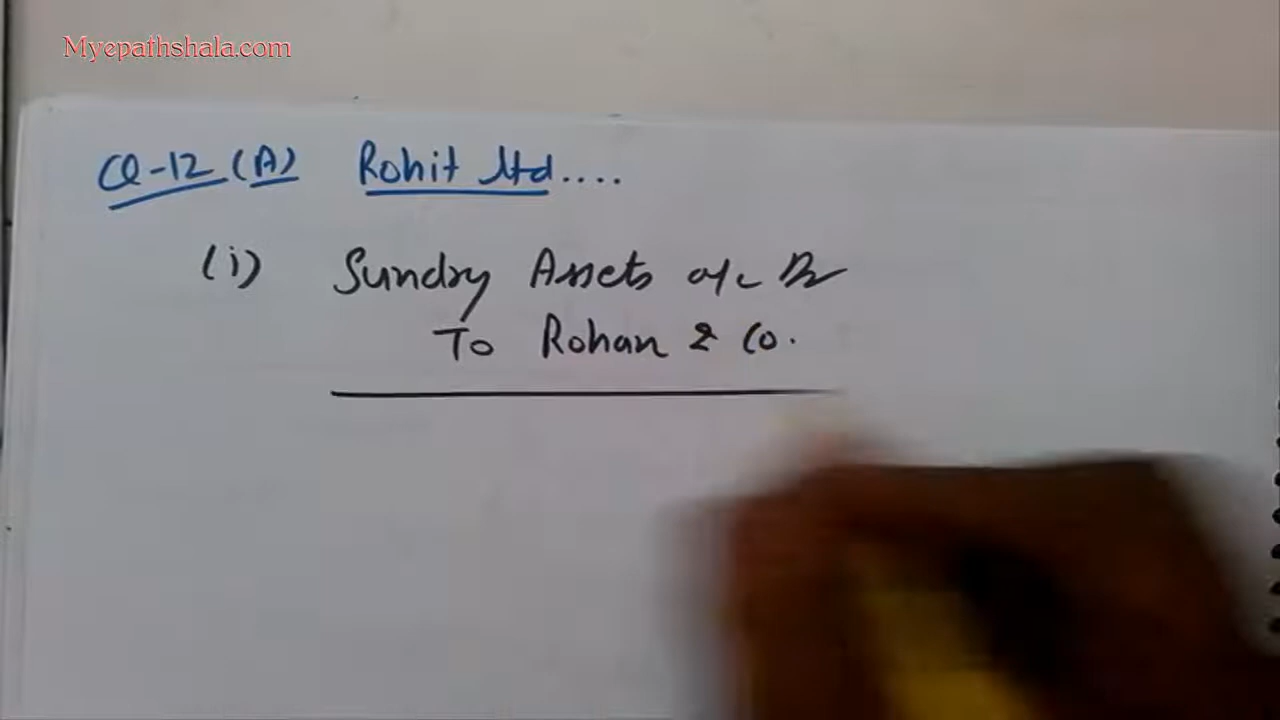 Myepathshala.com
Q-12 (A) Rohit ltd....
(i) Sundry Assets a/c Dr
To Rohan & Co.